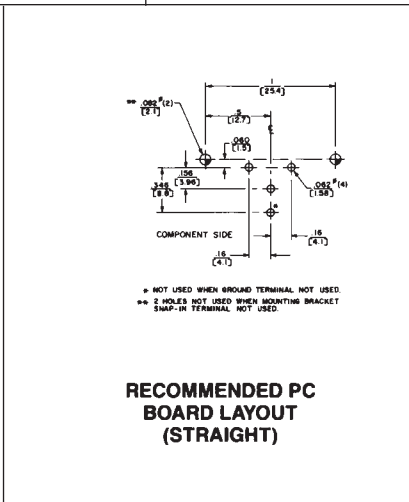 1
[25.4]
** .082ø(2)
[2.1]
.5
[12.7]
℄
.060
[1.5]
.156
[3.96]
.346
[8.8]
.062ø(4)
[1.58]
*
COMPONENT SIDE
.16
[4.1]
.16
[4.1]
* NOT USED WHEN GROUND TERMINAL NOT USED.
** 2 HOLES NOT USED WHEN MOUNTING BRACKET
SNAP-IN TERMINAL NOT USED.
RECOMMENDED PC
BOARD LAYOUT
(STRAIGHT)